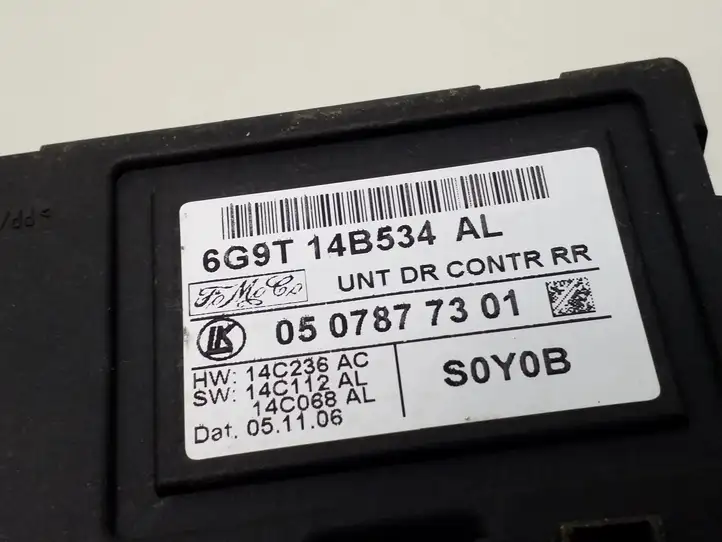 6G9T 14B534 AL
FoMoCo
UNT DR CONTR RR
LK 05 0787 73 01
HW: 14C236 AC
SW: 14C112 AL
14C068 AL
Dat. 05.11.06
S0Y0B